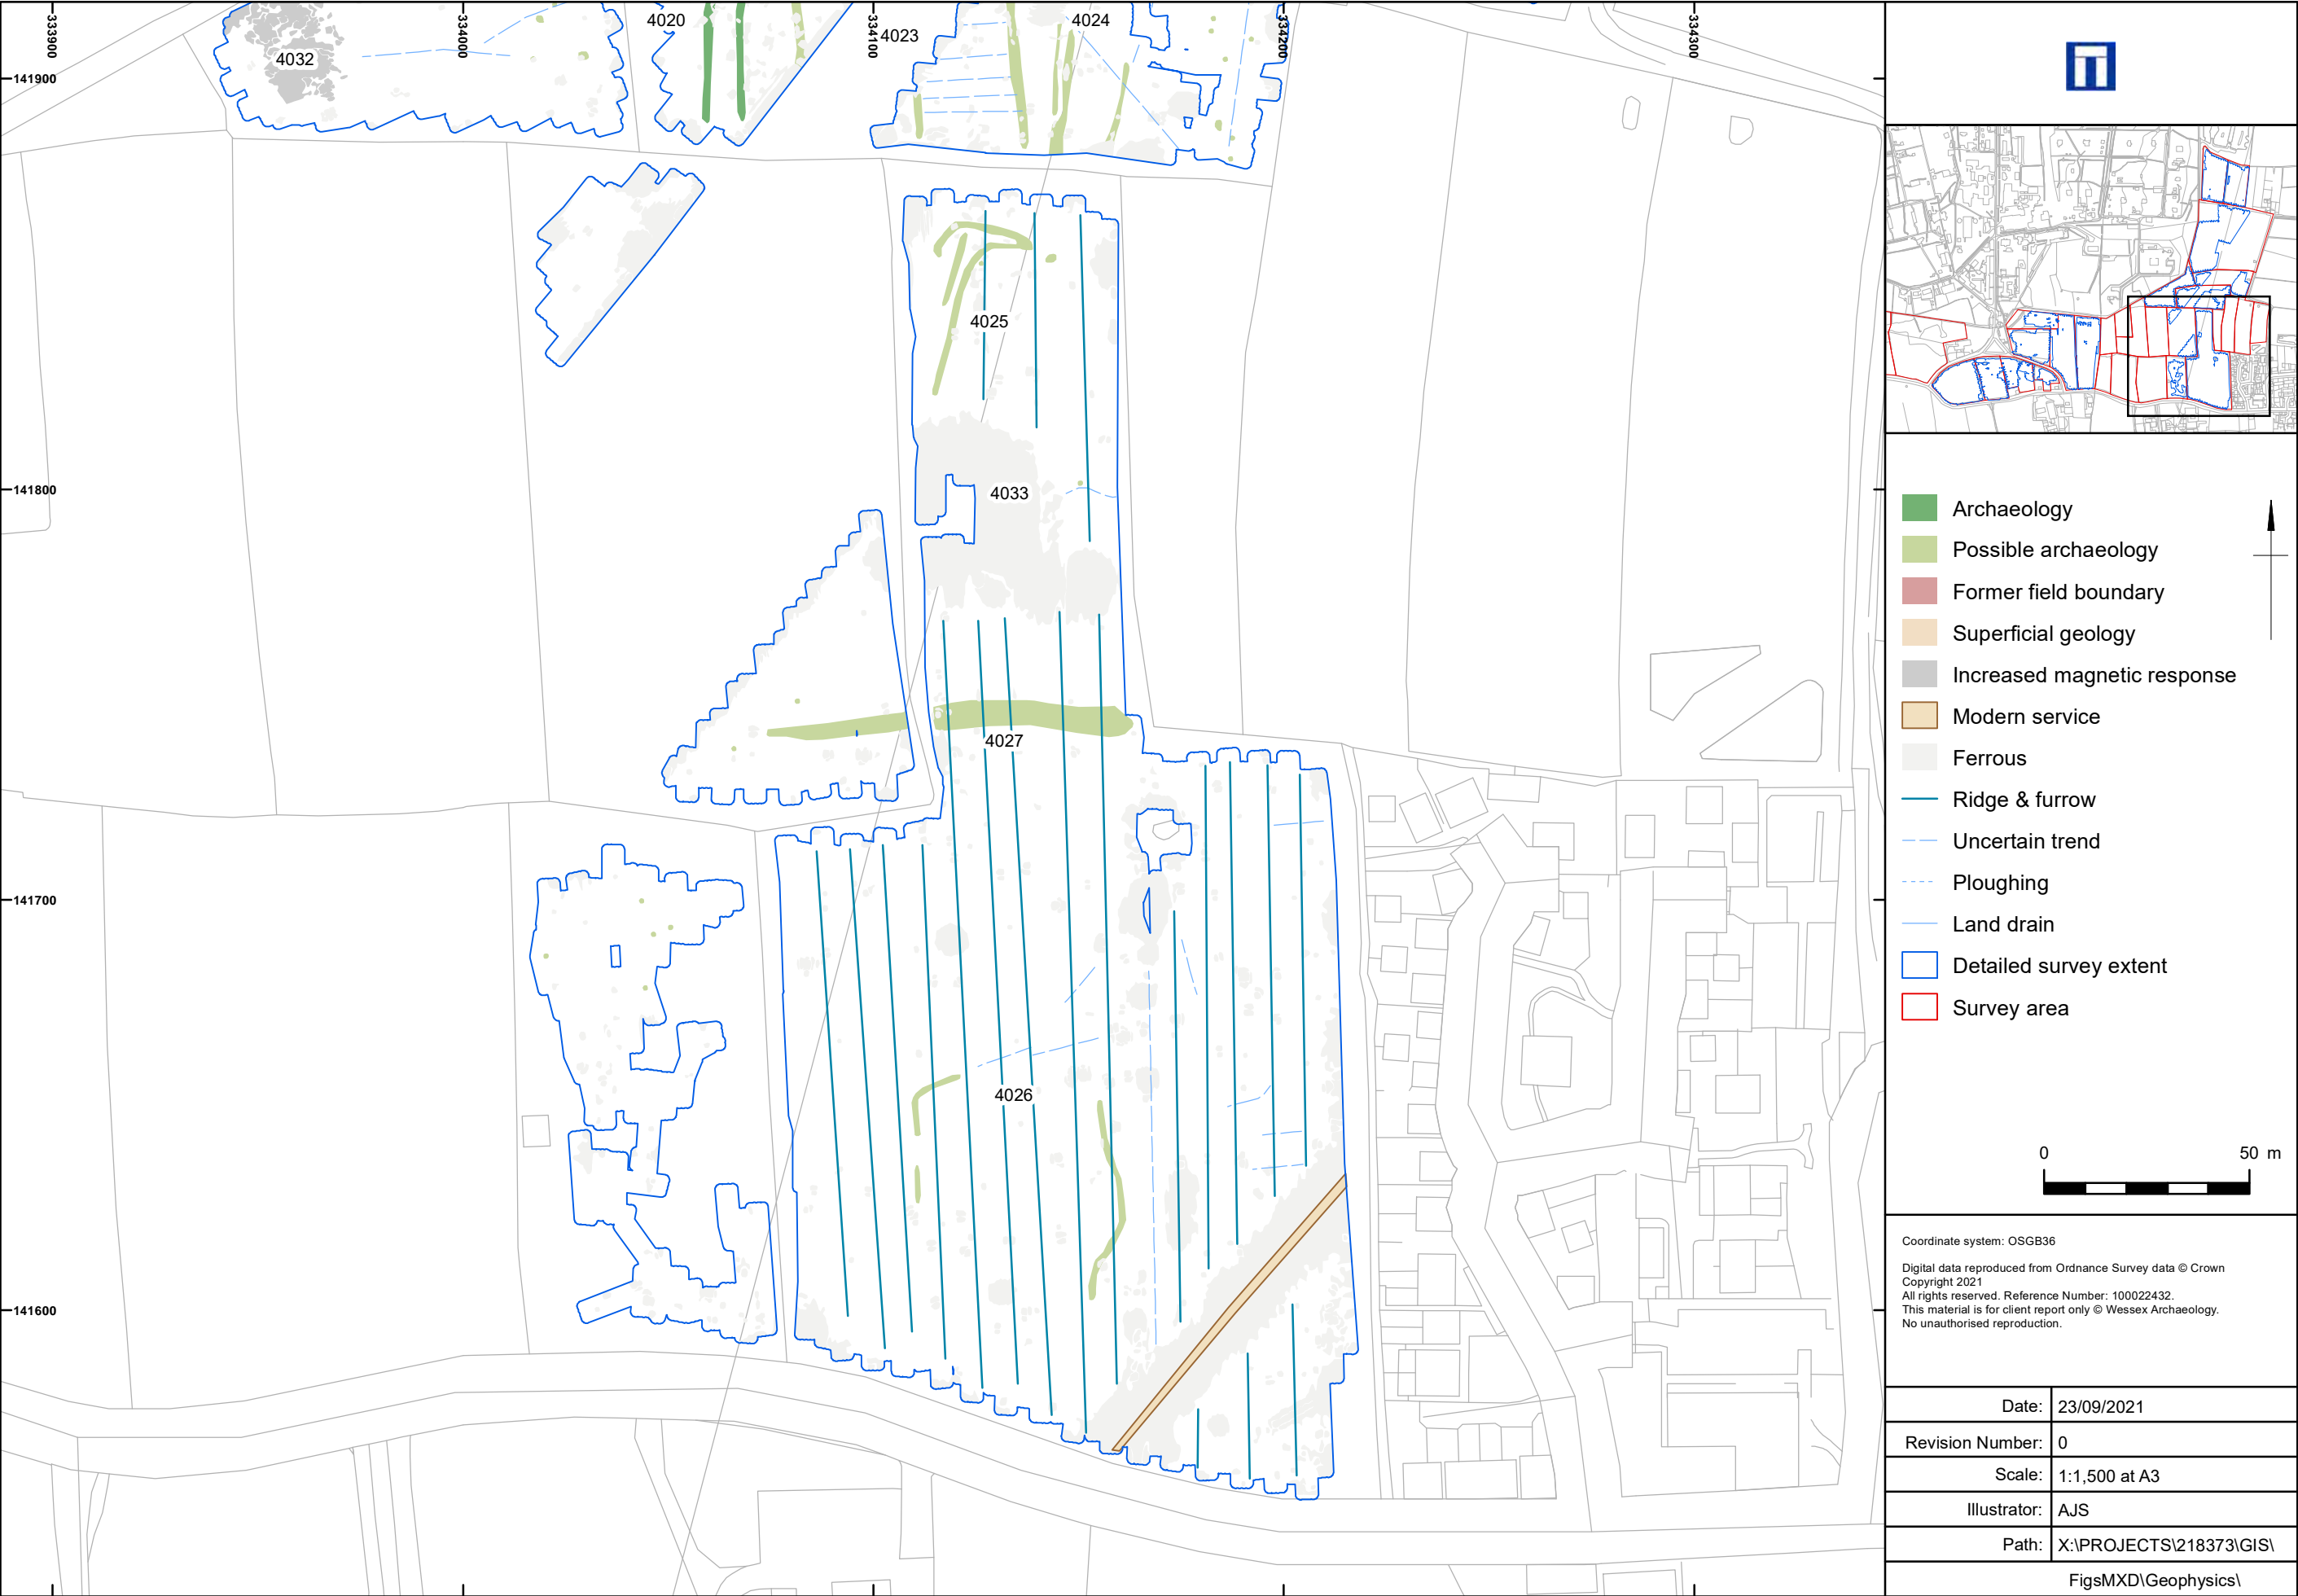 333900
334000
334100
334200
334300
141900
141800
141700
141600
4032
4020
4023
4024
4025
4033
4027
4026
Archaeology
Possible archaeology
Former field boundary
Superficial geology
Increased magnetic response
Modern service
Ferrous
Ridge & furrow
Uncertain trend
Ploughing
Land drain
Detailed survey extent
Survey area
0 50 m
Coordinate system: OSGB36
Digital data reproduced from Ordnance Survey data © Crown
Copyright 2021
All rights reserved. Reference Number: 100022432.
This material is for client report only © Wessex Archaeology.
No unauthorised reproduction.
Date: 23/09/2021
Revision Number: 0
Scale: 1:1,500 at A3
Illustrator: AJS
Path: X:\PROJECTS\218373\GIS\
FigsMXD\Geophysics\